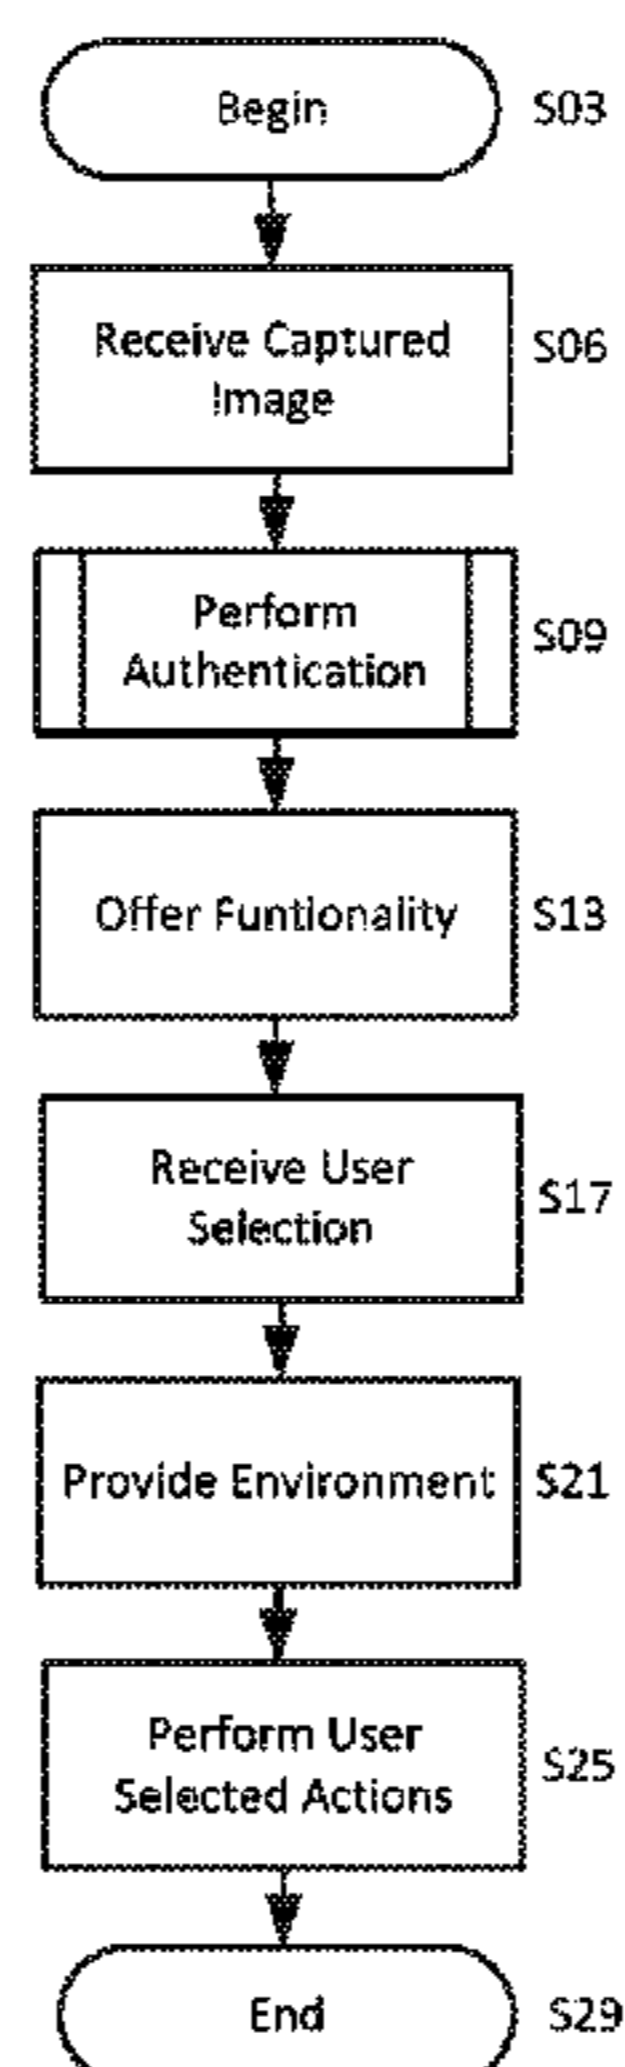 Begin S03
Receive Captured
Image
S06
Perform
Authentication
S09
Offer Funtionality S13
Receive User
Selection
S17
Provide Environment S21
Perform User
Selected Actions
S25
End S29